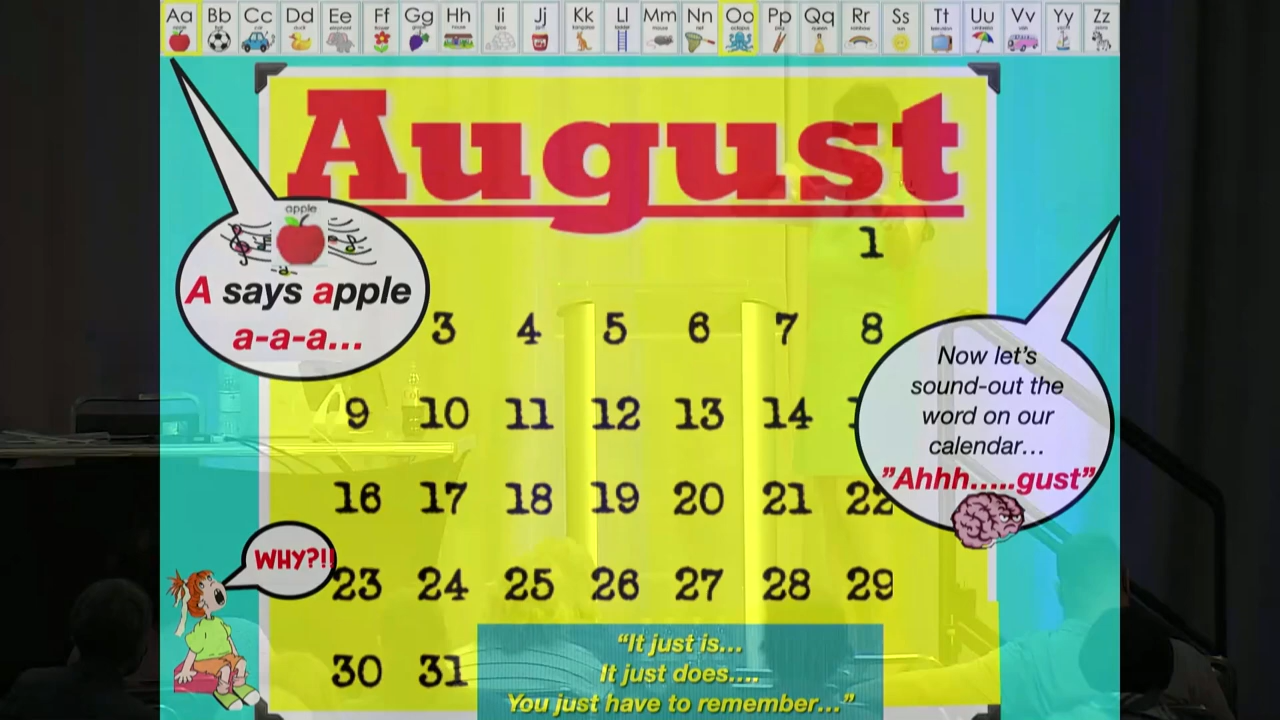 Aa Bb Cc Dd Ee Ff Gg Hh Ii Jj Kk Ll Mm Nn Oo Pp Qq Rr Ss Tt Uu Vv Yy Zz
August
apple
A says apple
a-a-a...
1
3 4 5 6 7 8
9 10 11 12 13 14
16 17 18 19 20 21 22
23 24 25 26 27 28 29
30 31
Now let's
sound-out the
word on our
calendar...
"Ahhh.....gust"
WHY?!!
"It just is...
It just does....
You just have to remember..."